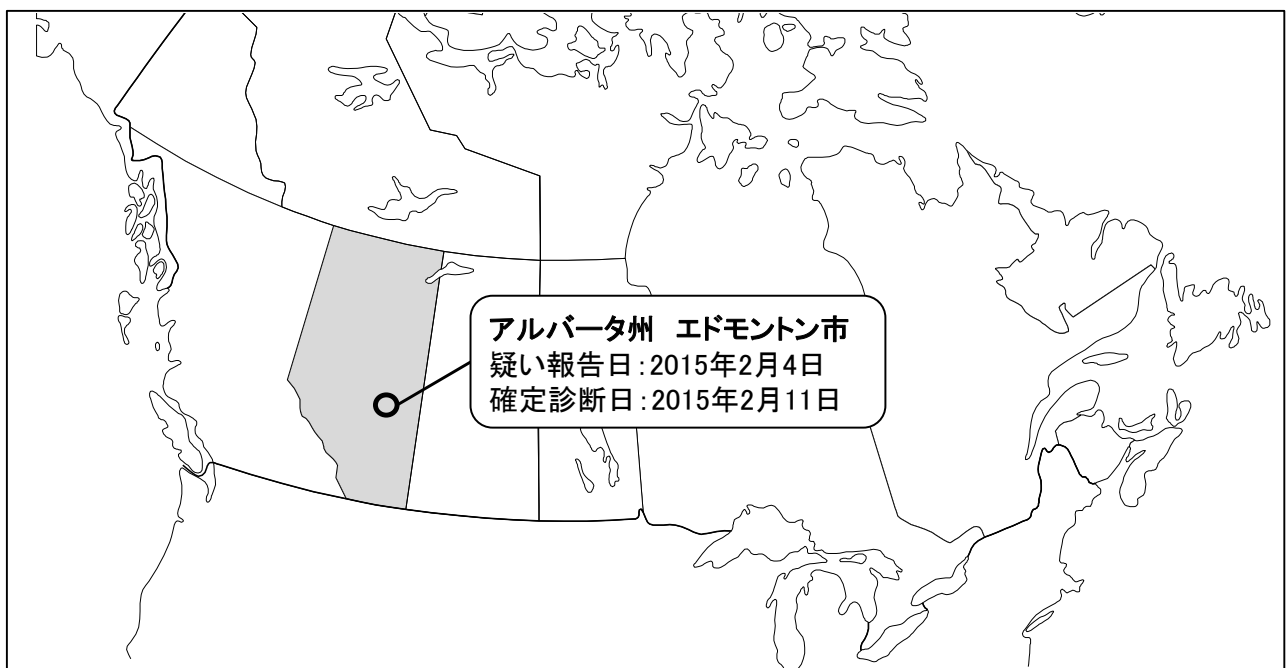 アルバータ州　エドモントン市
疑い報告日：2015年2月4日
確定診断日：2015年2月11日